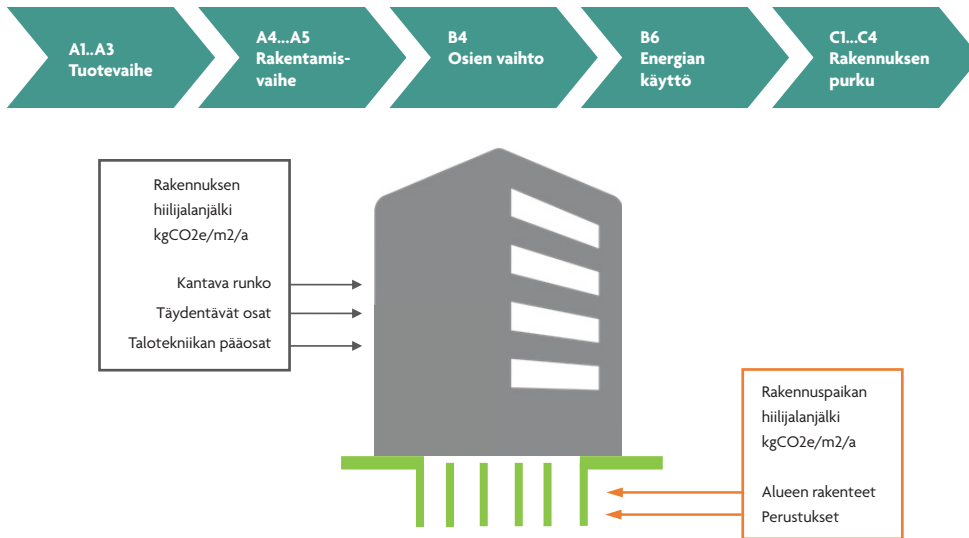 A1..A3
Tuotevaihe
A4...A5
Rakentamis-
vaihe
B4
Osien vaihto
B6
Energian
käyttö
C1...C4
Rakennuksen
purku
Rakennuksen
hiilijalanjälki
kgCO2e/m2/a
Kantava runko
Täydentävät osat
Talotekniikan pääosat
Rakennuspaikan
hiilijalanjälki
kgCO2e/m2/a
Alueen rakenteet
Perustukset